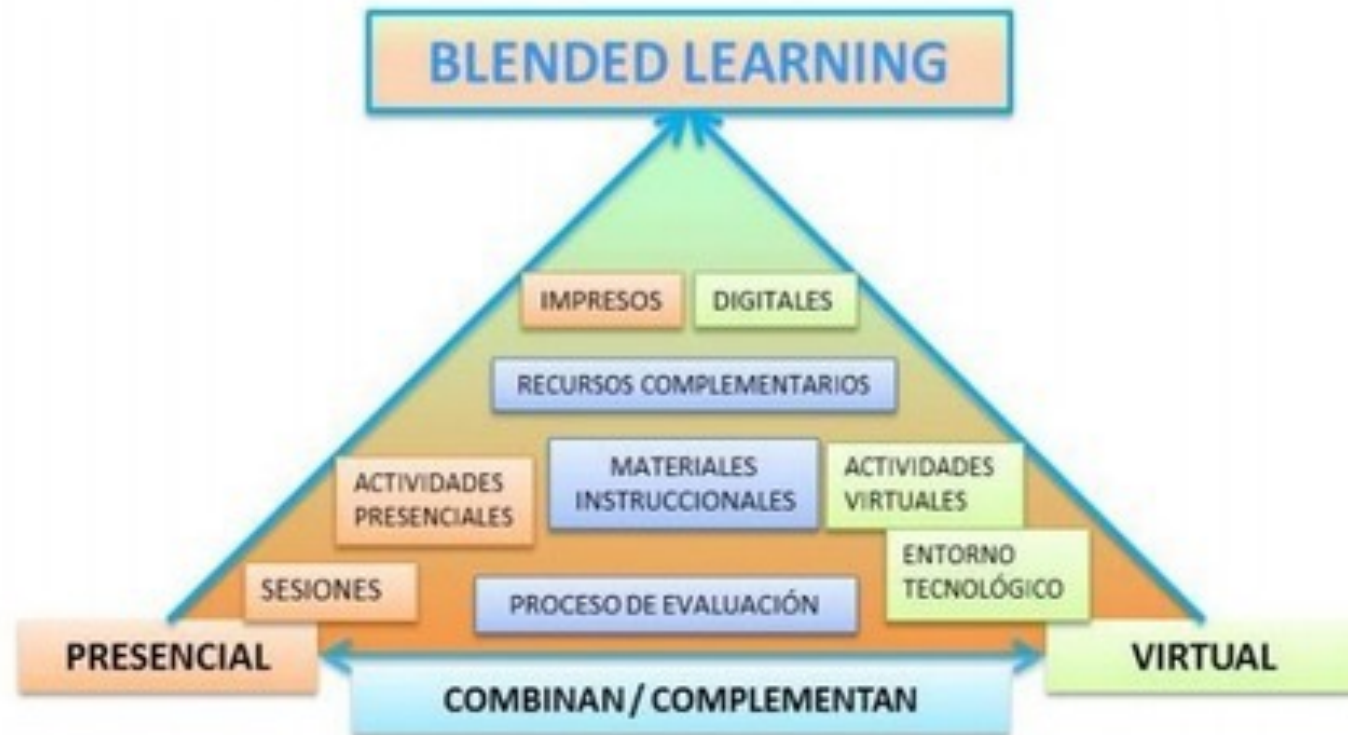 BLENDED LEARNING
IMPRESOS
DIGITALES
RECURSOS COMPLEMENTARIOS
ACTIVIDADES
PRESENCIALES
MATERIALES
INSTRUCCIONALES
ACTIVIDADES
VIRTUALES
SESIONES
PROCESO DE EVALUACIÓN
ENTORNO
TECNOLÓGICO
PRESENCIAL
VIRTUAL
COMBINAN / COMPLEMENTAN